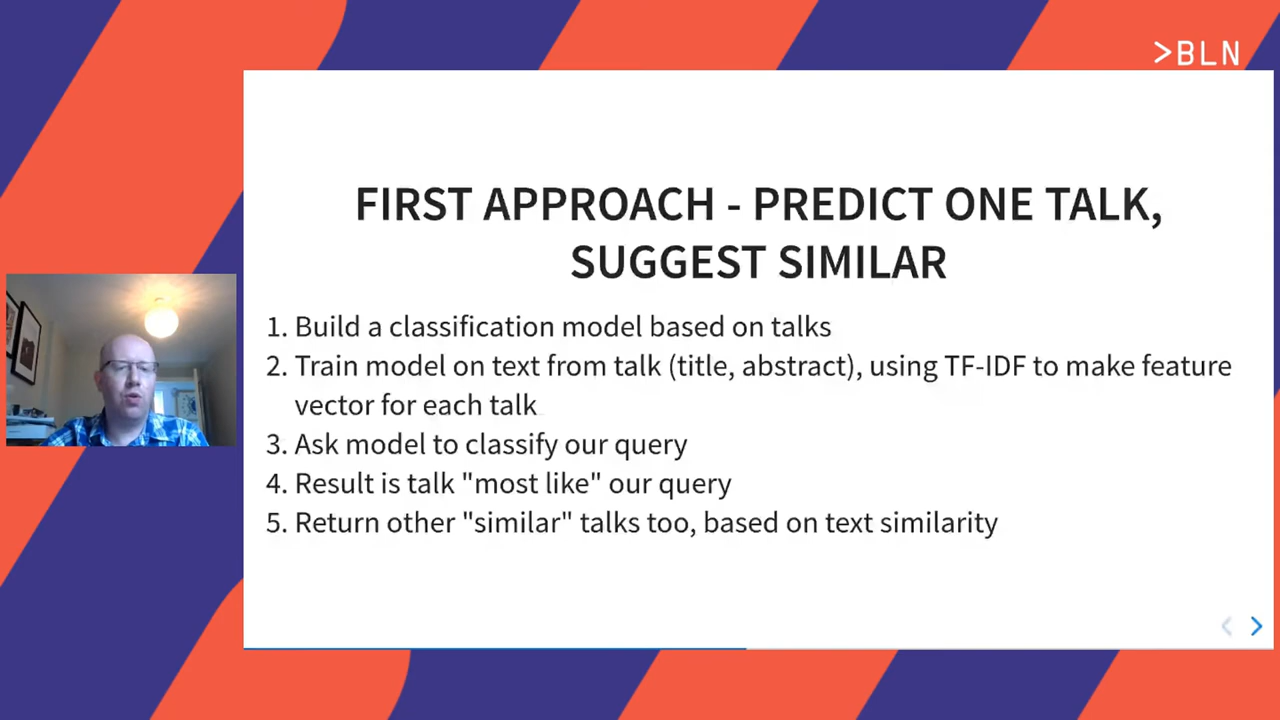 >BLN
FIRST APPROACH - PREDICT ONE TALK,
SUGGEST SIMILAR
1. Build a classification model based on talks
2. Train model on text from talk (title, abstract), using TF-IDF to make feature
vector for each talk
3. Ask model to classify our query
4. Result is talk "most like" our query
5. Return other "similar" talks too, based on text similarity